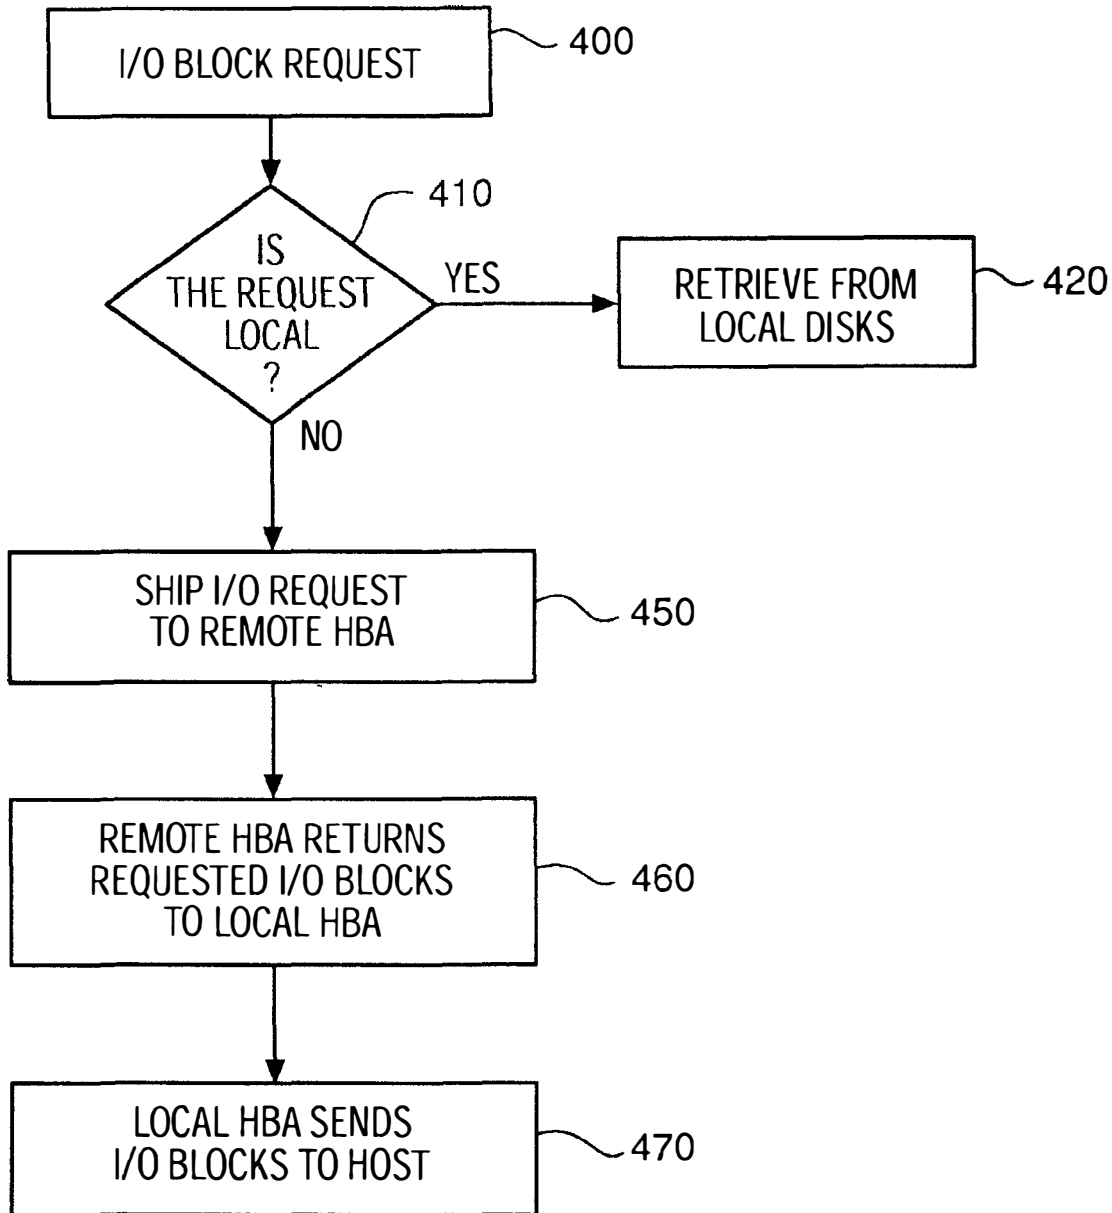 I/O BLOCK REQUEST
400
410
IS
THE REQUEST
LOCAL
?
YES
RETRIEVE FROM
LOCAL DISKS
420
NO
SHIP I/O REQUEST
TO REMOTE HBA
450
REMOTE HBA RETURNS
REQUESTED I/O BLOCKS
TO LOCAL HBA
460
LOCAL HBA SENDS
I/O BLOCKS TO HOST
470